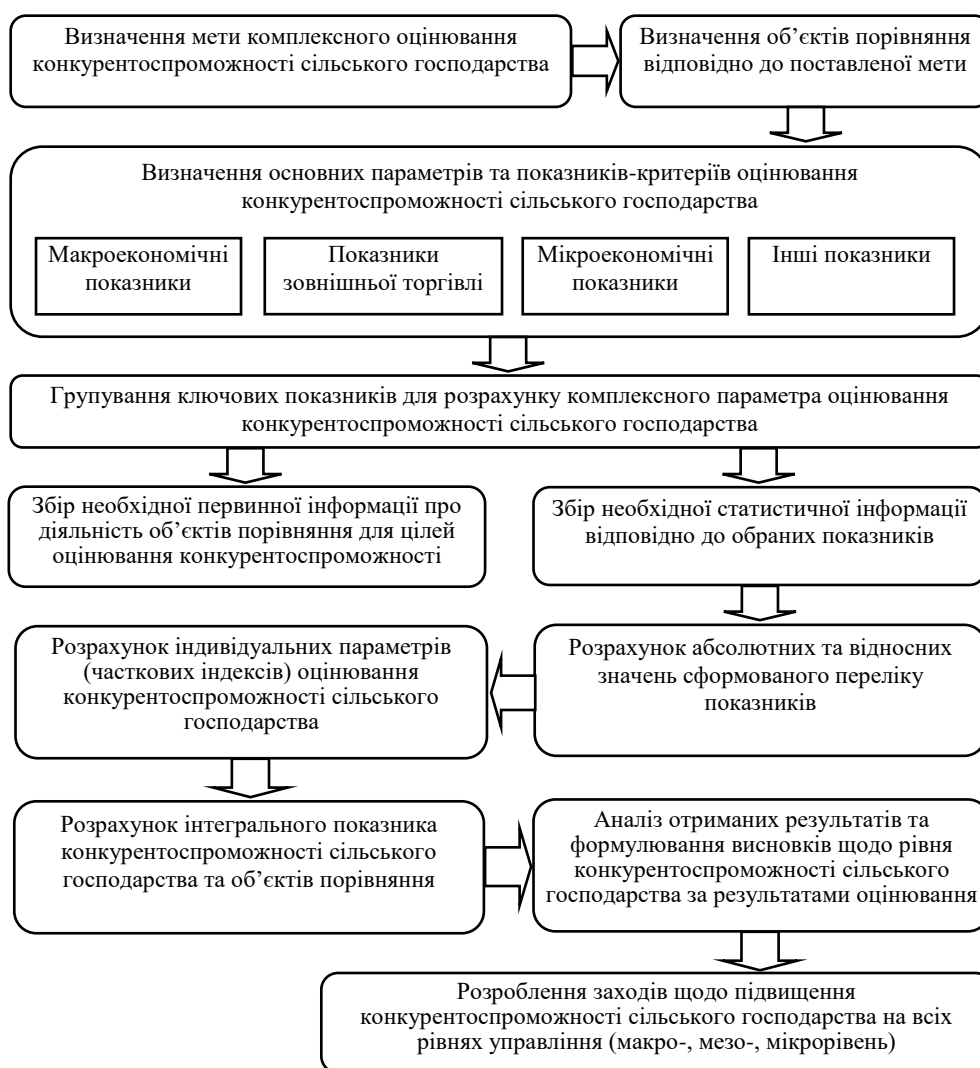 Визначення мети комплексного оцінювання
конкурентоспроможності сільського господарства
Визначення об’єктів порівняння
відповідно до поставленої мети
Визначення основних параметрів та показників-критеріїв оцінювання
конкурентоспроможності сільського господарства
Макроекономічні
показники
Показники
зовнішньої торгівлі
Мікроекономічні
показники
Інші показники
Групування ключових показників для розрахунку комплексного параметра оцінювання
конкурентоспроможності сільського господарства
Збір необхідної первинної інформації про
діяльність об’єктів порівняння для цілей
оцінювання конкурентоспроможності
Збір необхідної статистичної інформації
відповідно до обраних показників
Розрахунок індивідуальних параметрів
(часткових індексів) оцінювання
конкурентоспроможності сільського
господарства
Розрахунок абсолютних та відносних
значень сформованого переліку
показників
Розрахунок інтегрального показника
конкурентоспроможності сільського
господарства та об’єктів порівняння
Аналіз отриманих результатів та
формулювання висновків щодо рівня
конкурентоспроможності сільського
господарства за результатами оцінювання
Розроблення заходів щодо підвищення
конкурентоспроможності сільського господарства на всіх
рівнях управління (макро-, мезо-, мікрорівень)